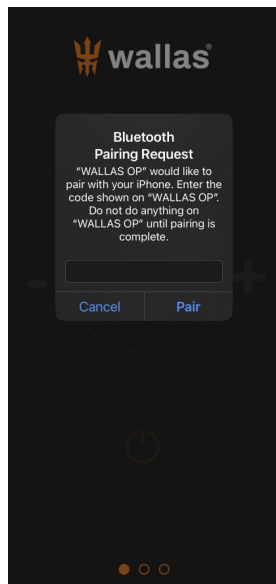 wallas®
Bluetooth
Pairing Request
“WALLAS OP” would like to
pair with your iPhone. Enter the
code shown on “WALLAS OP”.
Do not do anything on
“WALLAS OP” until pairing is
complete.
- +
Cancel Pair